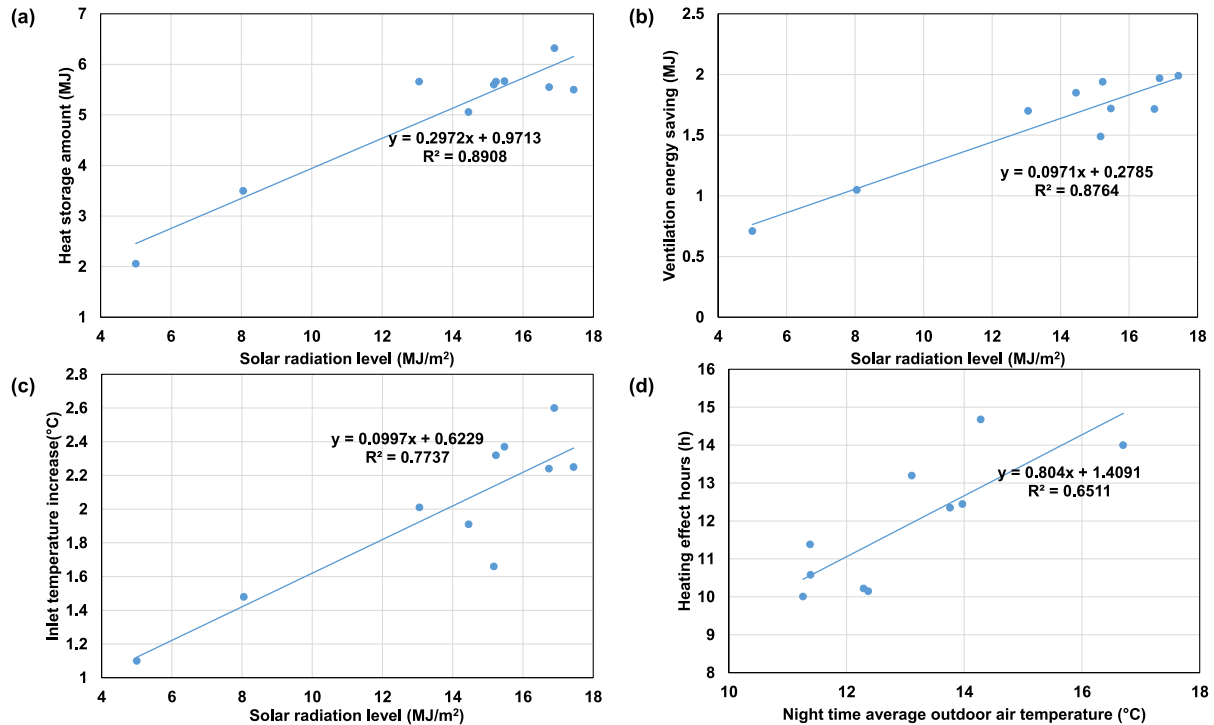 (a)
7
6
5
4
3
2
1
Heat storage amount (MJ)
y = 0.2972x + 0.9713
R² = 0.8908
4 6 8 10 12 14 16 18
Solar radiation level (MJ/m²)
(b)
2.5
2
1.5
1
0.5
0
Ventilation energy saving (MJ)
y = 0.0971x + 0.2785
R² = 0.8764
4 6 8 10 12 14 16 18
Solar radiation level (MJ/m²)
(c)
2.8
2.6
2.4
2.2
2
1.8
1.6
1.4
1.2
1
Inlet temperature increase(°C)
y = 0.0997x + 0.6229
R² = 0.7737
4 6 8 10 12 14 16 18
Solar radiation level (MJ/m²)
(d)
16
15
14
13
12
11
10
9
8
Heating effect hours (h)
y = 0.804x + 1.4091
R² = 0.6511
10 12 14 16 18
Night time average outdoor air temperature (°C)